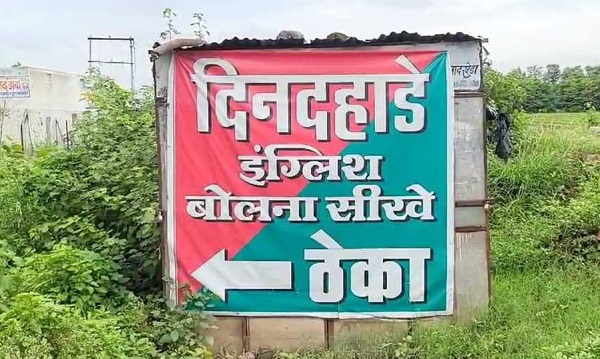 दिनदहाडे
इंग्लिश
बोलना सीखे
ठेका